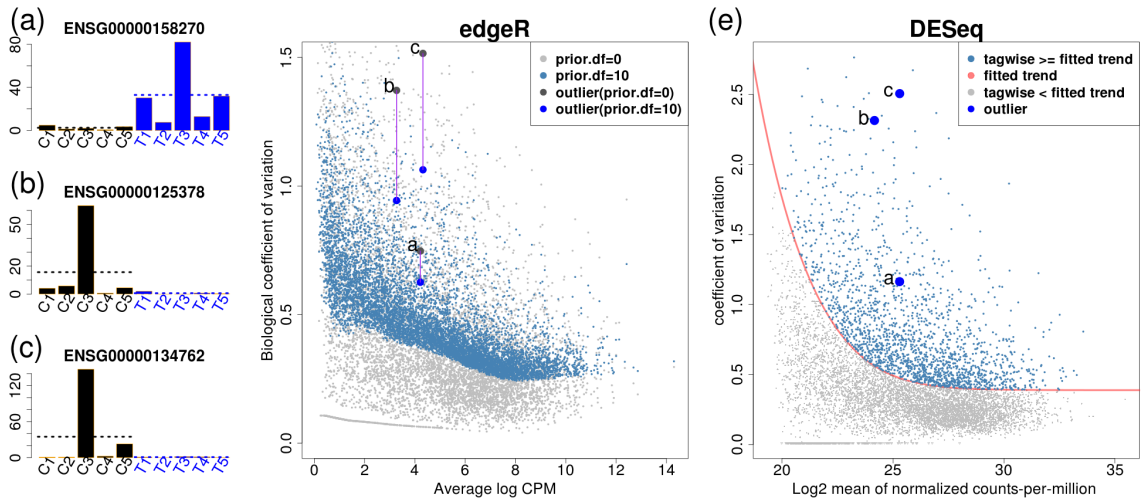 (a)
ENSG00000158270
0 40 80
C1 C2 C3 C4 C5 T1 T2 T3 T4 T5
(b)
ENSG00000125378
0 20 50
C1 C2 C3 C4 C5 T1 T2 T3 T4 T5
(c)
ENSG00000134762
0 60 120
C1 C2 C3 C4 C5 T1 T2 T3 T4 T5
edgeR
prior.df=0
prior.df=10
outlier(prior.df=0)
outlier(prior.df=10)
c
b
a
Biological coefficient of variation
0.0 0.5 1.0 1.5
0 2 4 6 8 10 12 14
Average log CPM
(e)
DESeq
tagwise >= fitted trend
fitted trend
tagwise < fitted trend
outlier
c
b
a
coefficient of variation
0.0 0.5 1.0 1.5 2.0 2.5
20 25 30 35
Log2 mean of normalized counts-per-million